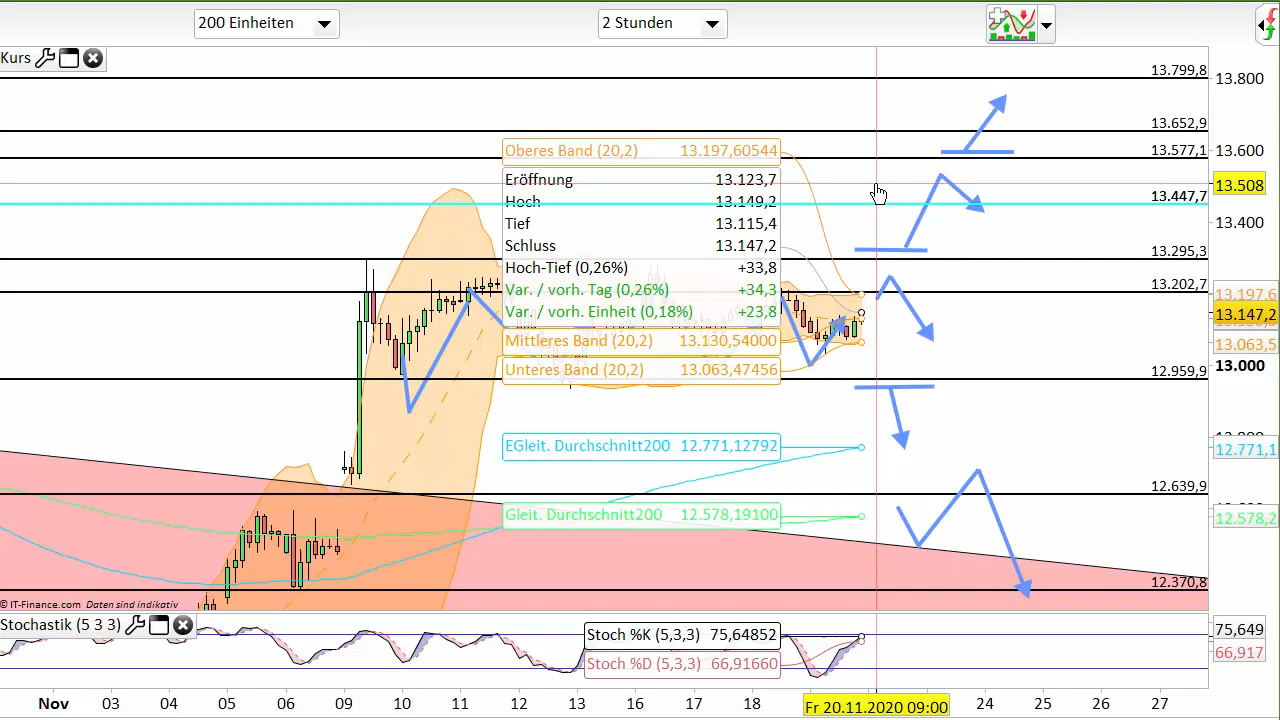 200 Einheiten
2 Stunden
Kurs
13.799,8
13.800
13.652,9
13.577,1
13.600
Oberes Band (20,2) 13.197,60544
Eröffnung 13.123,7
13.508
Hoch 13.149,2
13.447,7
Tief 13.115,4
13.400
Schluss 13.147,2
13.295,3
Hoch-Tief (0,26%) +33,8
Var. / vorh. Tag (0,26%) +34,3
13.202,7
13.197,6
Var. / vorh. Einheit (0,18%) +23,8
13.147,2
Mittleres Band (20,2) 13.130,54000
13.063,5
Unteres Band (20,2) 13.063,47456
12.959,9
13.000
EGleit. Durchschnitt200 12.771,12792
12.771,1
12.639,9
Gleit. Durchschnitt200 12.578,19100
12.578,2
12.370,8
© IT-Finance.com Daten sind indikativ
Stochastik (5 3 3)
Stoch %K (5,3,3) 75,64852
75,649
Stoch %D (5,3,3) 66,91660
66,917
Nov 03 04 05 06 09 10 11 12 13 16 17 18 Fr 20.11.2020 09:00 24 25 26 27